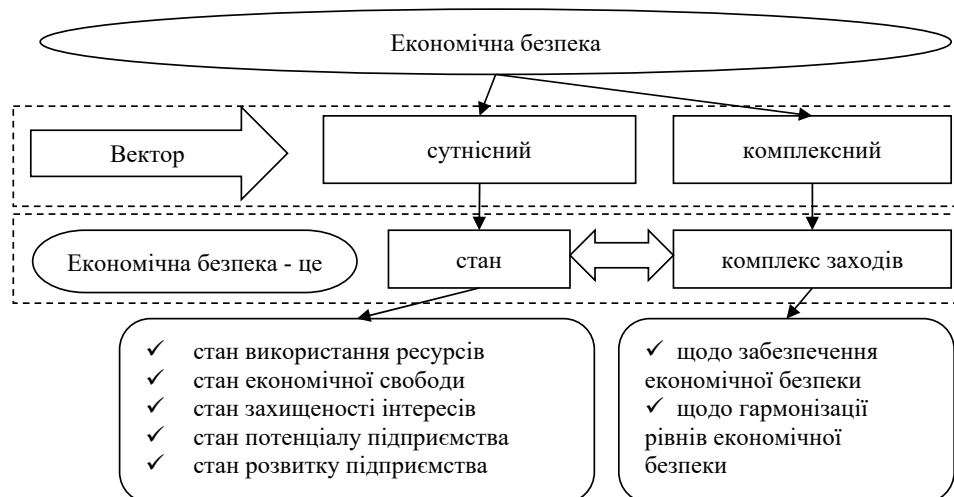 Економічна безпека
Вектор
сутнісний
комплексний
Економічна безпека - це
стан
комплекс заходів
✓ стан використання ресурсів
✓ стан економічної свободи
✓ стан захищеності інтересів
✓ стан потенціалу підприємства
✓ стан розвитку підприємства
✓ щодо забезпечення
економічної безпеки
✓ щодо гармонізації
рівнів економічної
безпеки